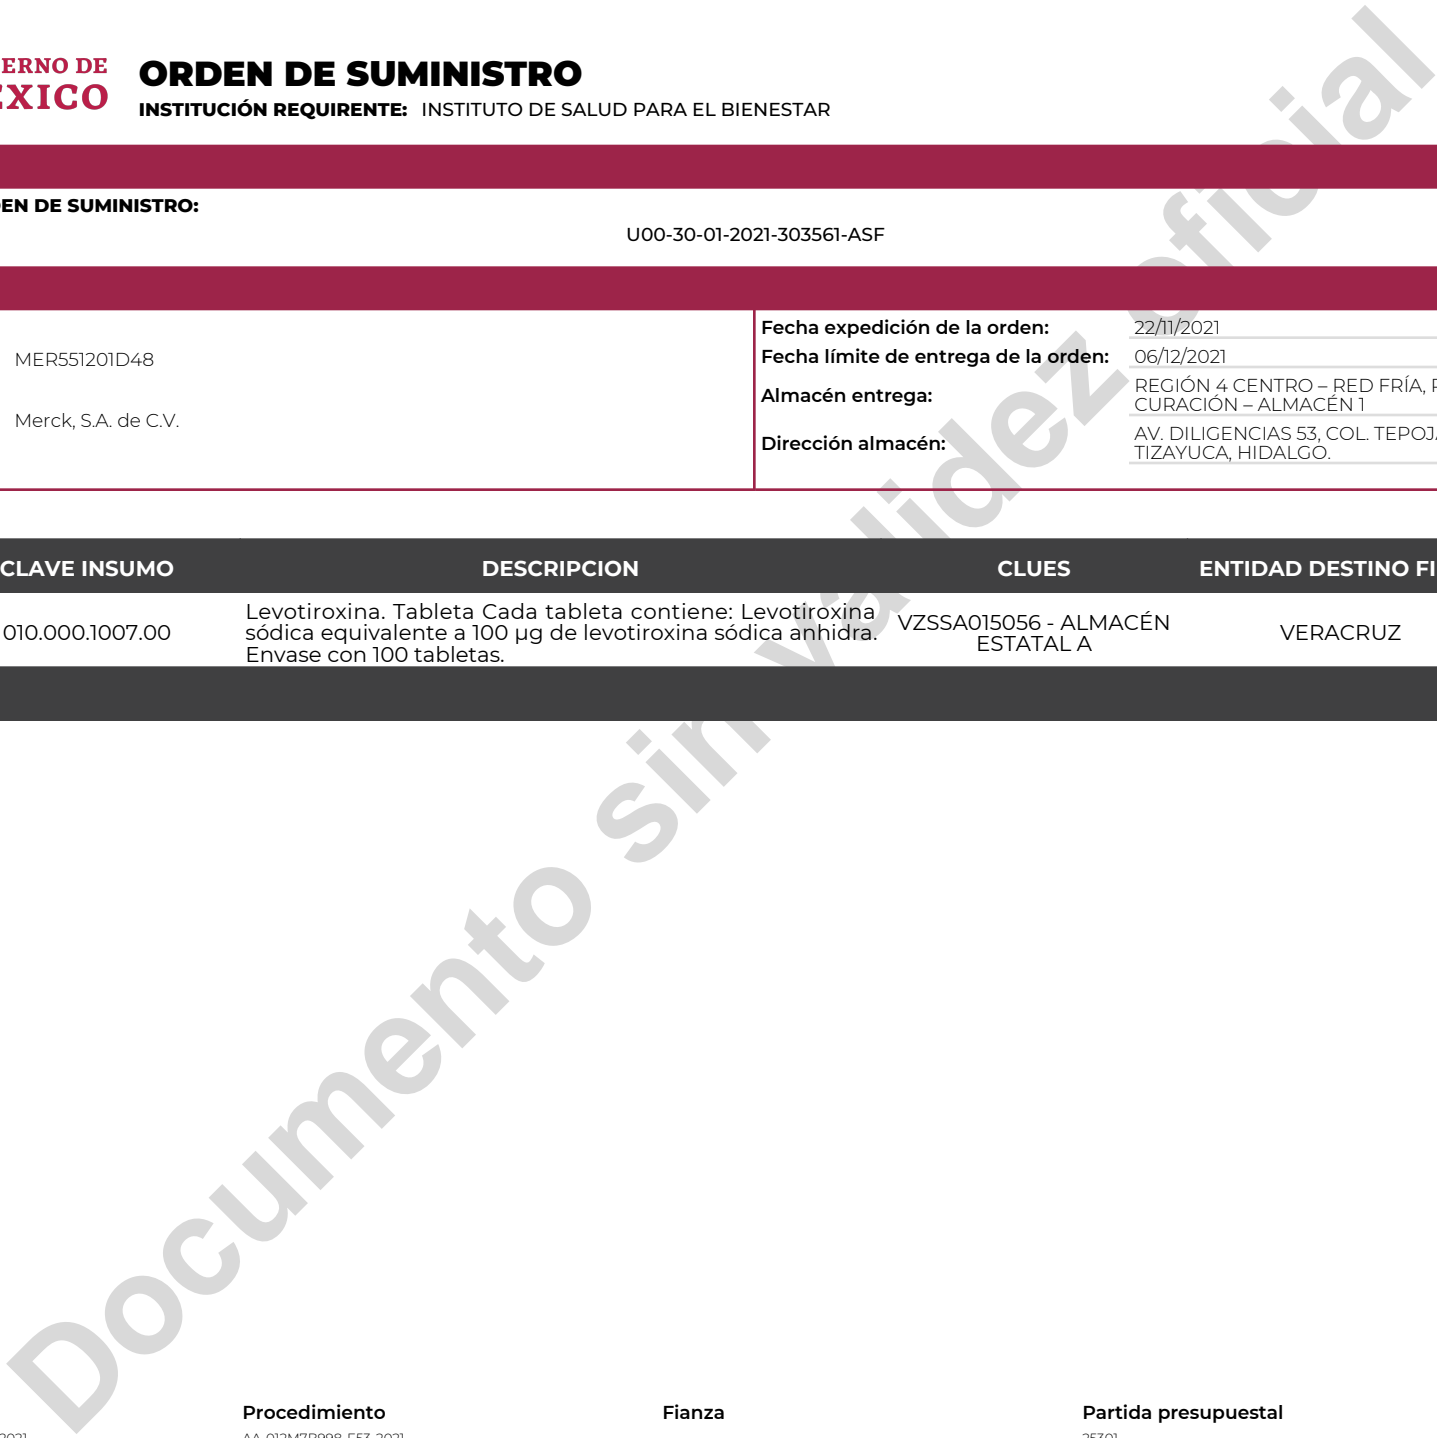 ERNO DE
EXICO
ORDEN DE SUMINISTRO
INSTITUCIÓN REQUIRENTE: INSTITUTO DE SALUD PARA EL BIENESTAR
EN DE SUMINISTRO:
U00-30-01-2021-303561-ASF
MER551201D48
Merck, S.A. de C.V.
Fecha expedición de la orden: 22/11/2021
Fecha límite de entrega de la orden: 06/12/2021
Almacén entrega: REGIÓN 4 CENTRO – RED FRÍA,
CURACIÓN – ALMACÉN 1
Dirección almacén: AV. DILIGENCIAS 53, COL. TEPOJ
TIZAYUCA, HIDALGO.
CLAVE INSUMO DESCRIPCION CLUES ENTIDAD DESTINO FI
010.000.1007.00
Levotiroxina. Tableta Cada tableta contiene: Levotiroxina
sódica equivalente a 100 µg de levotiroxina sódica anhidra.
Envase con 100 tabletas.
VZSSA015056 - ALMACÉN
ESTATAL A
VERACRUZ
Documento sin validez oficial
Procedimiento Fianza Partida presupuestal